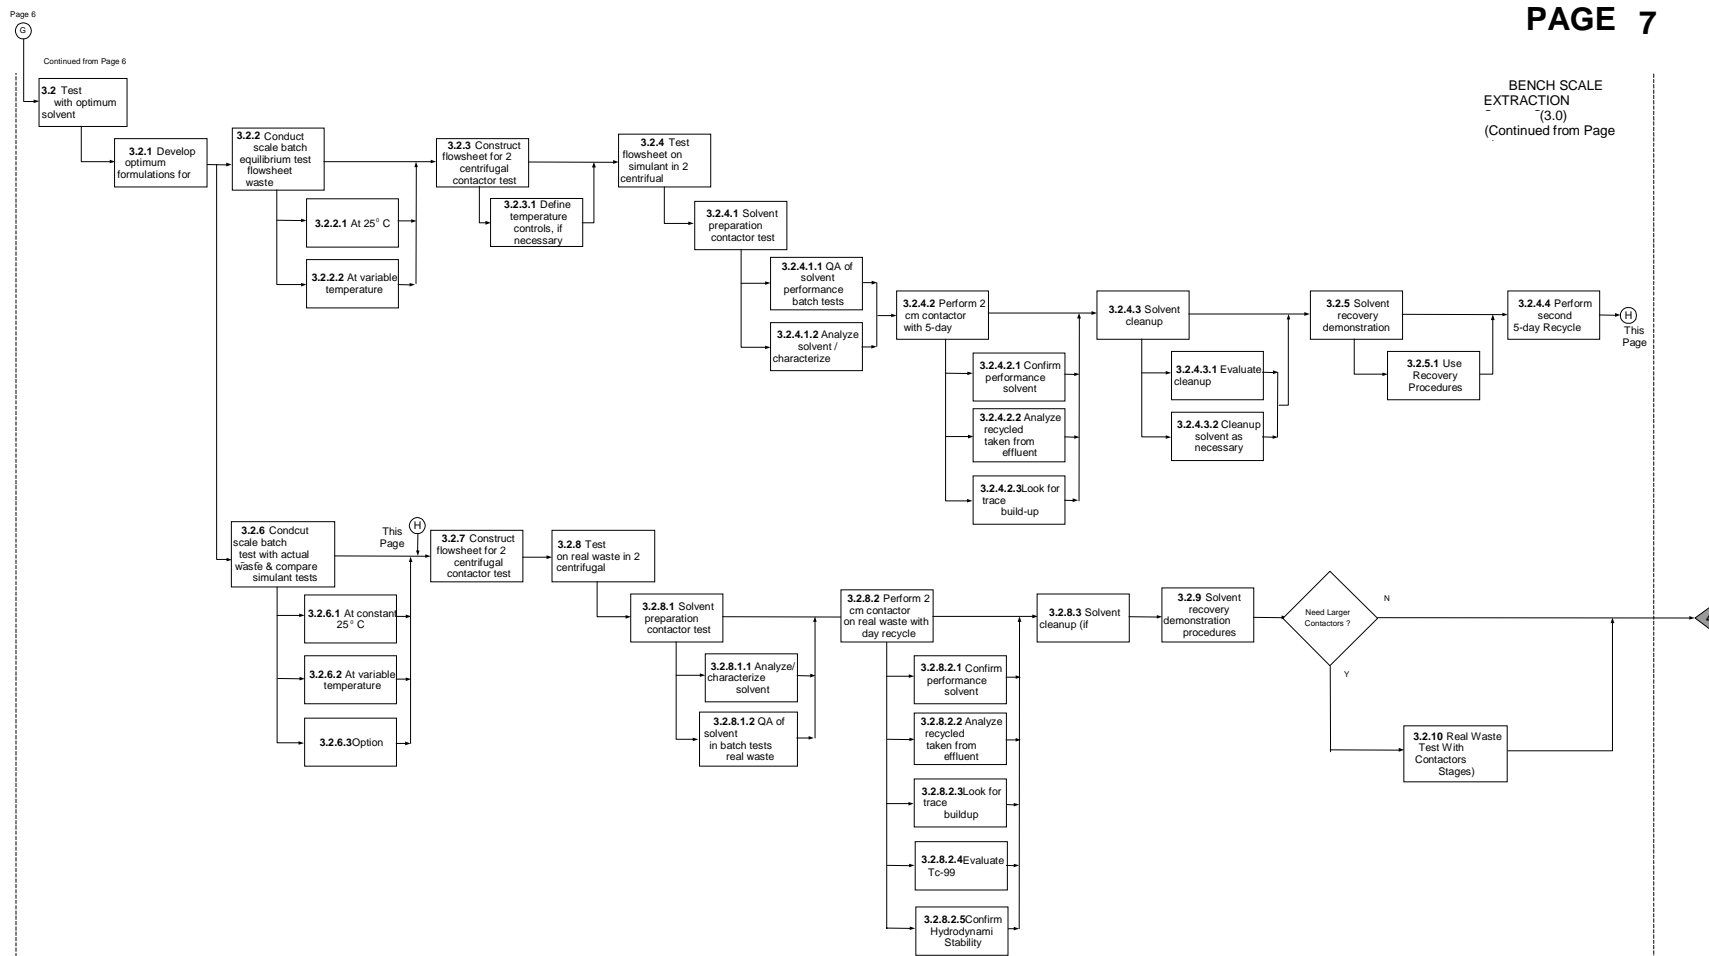 Page 6
G
Continued from Page 6
PAGE 7
BENCH SCALE
EXTRACTION
(3.0)
(Continued from Page
3.2 Test
with optimum
solvent
3.2.1 Develop
optimum
formulations for
3.2.2 Conduct
scale batch
equilibrium test
flowsheet
waste
3.2.2.1 At 25° C
3.2.2.2 At variable
temperature
3.2.3 Construct
flowsheet for 2
centrifugal
contactor test
3.2.3.1 Define
temperature
controls, if
necessary
3.2.4 Test
flowsheet on
simulant in 2
centrifual
3.2.4.1 Solvent
preparation
contactor test
3.2.4.1.1 QA of
solvent
performance
batch tests
3.2.4.1.2 Analyze
solvent /
characterize
3.2.4.2 Perform 2
cm contactor
with 5-day
3.2.4.2.1 Confirm
performance
solvent
3.2.4.2.2 Analyze
recycled
taken from
effluent
3.2.4.2.3Look for
trace
build-up
3.2.4.3 Solvent
cleanup
3.2.4.3.1 Evaluate
cleanup
3.2.4.3.2 Cleanup
solvent as
necessary
3.2.5 Solvent
recovery
demonstration
3.2.5.1 Use
Recovery
Procedures
3.2.4.4 Perform
second
5-day Recycle
H
This
Page
3.2.6 Condcut
scale batch
test with actual
waste & compare
simulant tests
3.2.6.1 At constant
25° C
3.2.6.2 At variable
temperature
3.2.6.3Option
This
Page
H
3.2.7 Construct
flowsheet for 2
centrifugal
contactor test
3.2.8 Test
on real waste in 2
centrifugal
3.2.8.1 Solvent
preparation
contactor test
3.2.8.1.1 Analyze/
characterize
solvent
3.2.8.1.2 QA of
solvent
in batch tests
real waste
3.2.8.2 Perform 2
cm contactor
on real waste with
day recycle
3.2.8.2.1 Confirm
performance
solvent
3.2.8.2.2 Analyze
recycled
taken from
effluent
3.2.8.2.3Look for
trace
buildup
3.2.8.2.4Evaluate
Tc-99
3.2.8.2.5Confirm
Hydrodynami
Stability
3.2.8.3 Solvent
cleanup (if
3.2.9 Solvent
recovery
demonstration
procedures
Need Larger
Contactors ?
N
Y
3.2.10 Real Waste
Test With
Contactors
Stages)